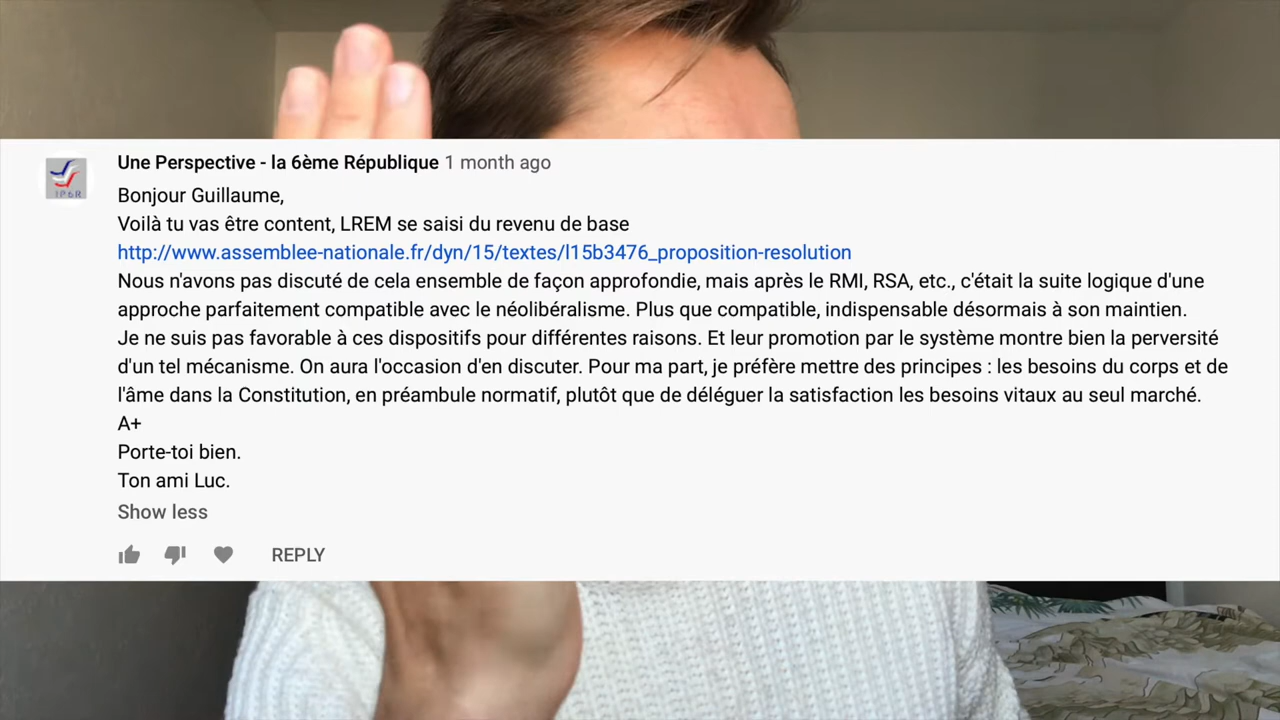 Une Perspective - la 6ème République 1 month ago
Bonjour Guillaume,
Voilà tu vas être content, LREM se saisi du revenu de base
http://www.assemblee-nationale.fr/dyn/15/textes/l15b3476_proposition-resolution
Nous n'avons pas discuté de cela ensemble de façon approfondie, mais après le RMI, RSA, etc., c'était la suite logique d'une
approche parfaitement compatible avec le néolibéralisme. Plus que compatible, indispensable désormais à son maintien.
Je ne suis pas favorable à ces dispositifs pour différentes raisons. Et leur promotion par le système montre bien la perversité
d'un tel mécanisme. On aura l'occasion d'en discuter. Pour ma part, je préfère mettre des principes : les besoins du corps et de
l'âme dans la Constitution, en préambule normatif, plutôt que de déléguer la satisfaction les besoins vitaux au seul marché.
A+
Porte-toi bien.
Ton ami Luc.
Show less
REPLY